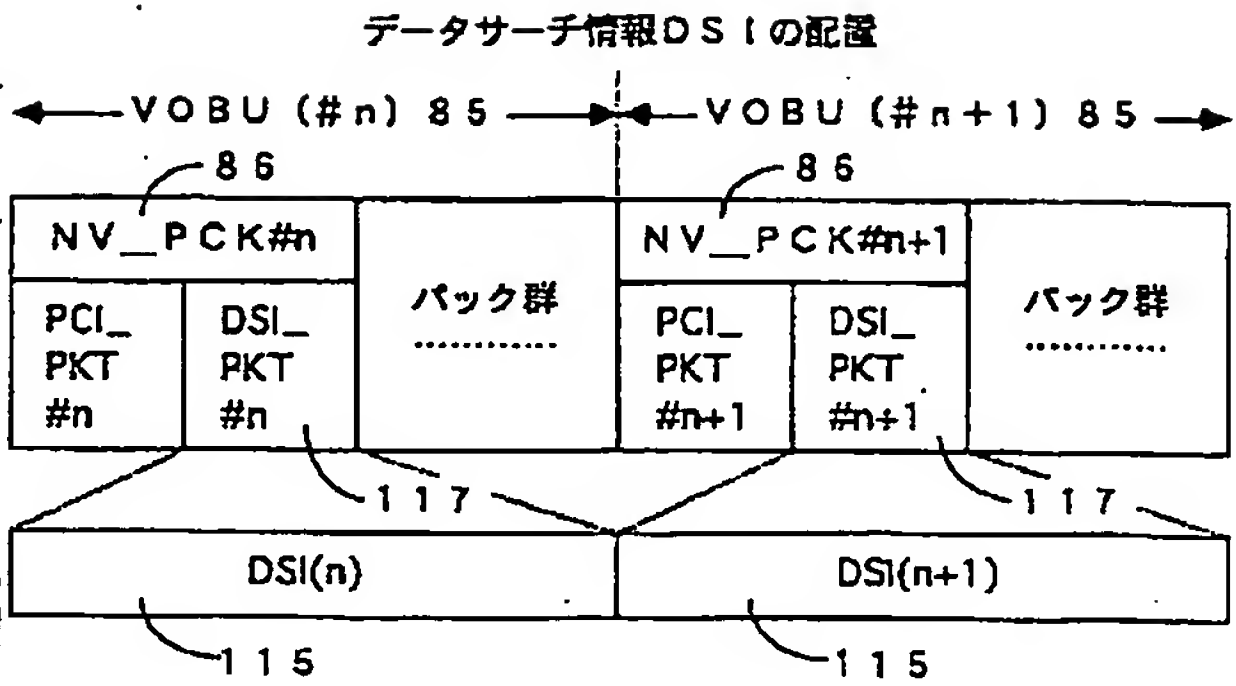 データサーチ情報DSIの配置
VOBU (#n) 85
VOBU (#n+1) 85
86
86
NV_PCK#n
NV_PCK#n+1
PCI_
PKT
#n
DSI_
PKT
#n
パック群
............
PCI_
PKT
#n+1
DSI_
PKT
#n+1
パック群
............
117
117
DSI(n)
DSI(n+1)
115
115